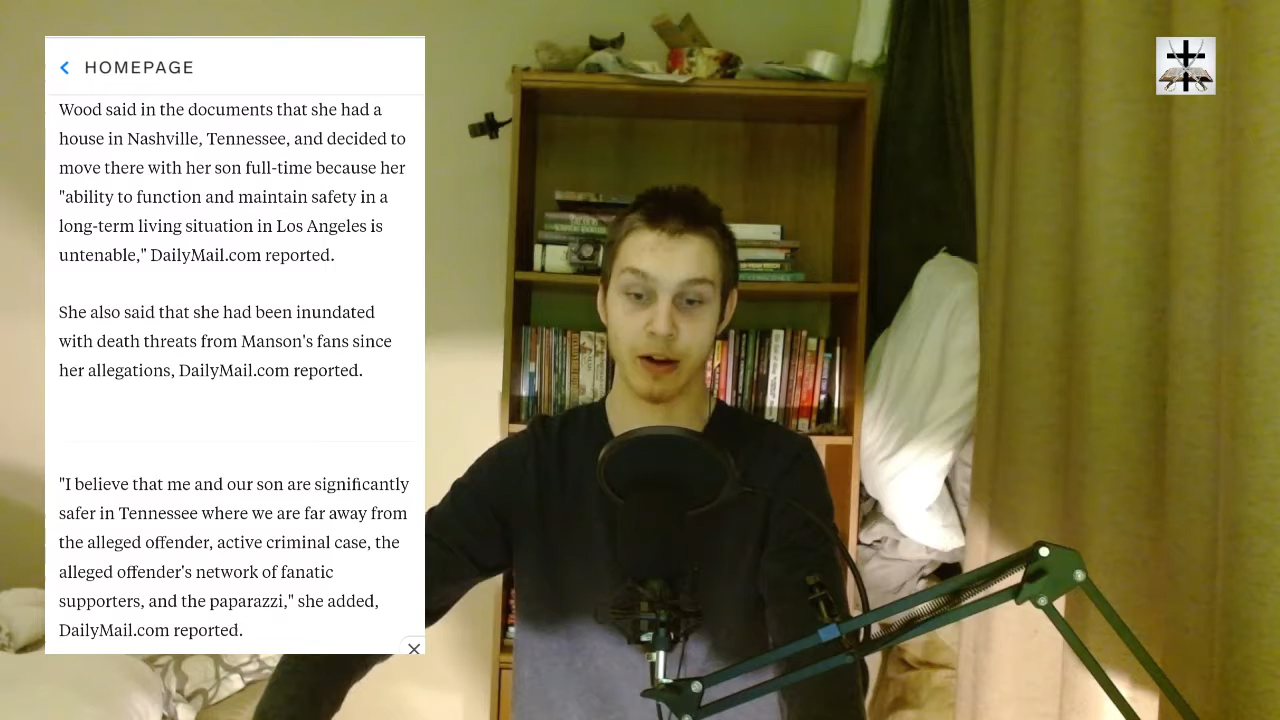 HOMEPAGE
Wood said in the documents that she had a
house in Nashville, Tennessee, and decided to
move there with her son full-time because her
"ability to function and maintain safety in a
long-term living situation in Los Angeles is
untenable," DailyMail.com reported.
She also said that she had been inundated
with death threats from Manson's fans since
her allegations, DailyMail.com reported.
"I believe that me and our son are significantly
safer in Tennessee where we are far away from
the alleged offender, active criminal case, the
alleged offender's network of fanatic
supporters, and the paparazzi," she added,
DailyMail.com reported.